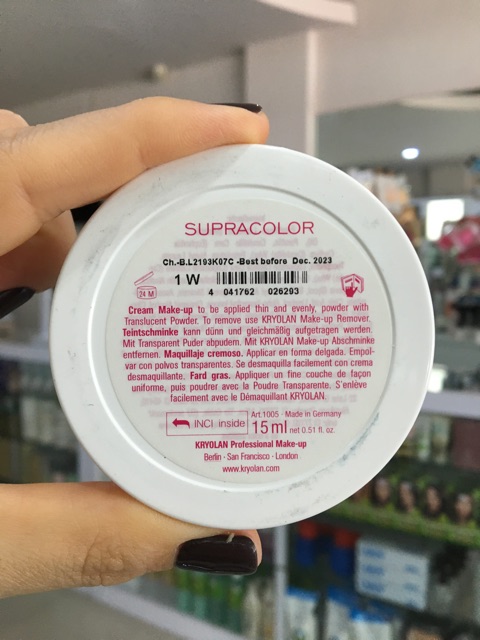 SUPRACOLOR
Ch.-B.L2193K07C -Best before Dec. 2023
1 W
24 M
4 041762 026203
Cream Make-up to be applied thin and evenly, powder with
Translucent Powder. To remove use KRYOLAN Make-up Remover.
Teintschminke kann dünn und gleichmäßig aufgetragen werden.
Mit Transparent Puder abpudern. Mit KRYOLAN Make-up Abschminke
entfernen. Maquillaje cremoso. Applicar en forma delgada. Empol-
var con polvos transparentes. Se desmaquilla facilmente con crema
desmaquillante. Fard gras. Appliquer un fine couche de façon
uniforme, puis poudrer avec la Poudre Transparente. S'enlève
facilement avec le Démaquillant KRYOLAN.
INCI inside
Art.1005 · Made in Germany
15 ml net 0.51 fl. oz.
KRYOLAN Professional Make-up
Berlin · San Francisco · London
www.kryolan.com